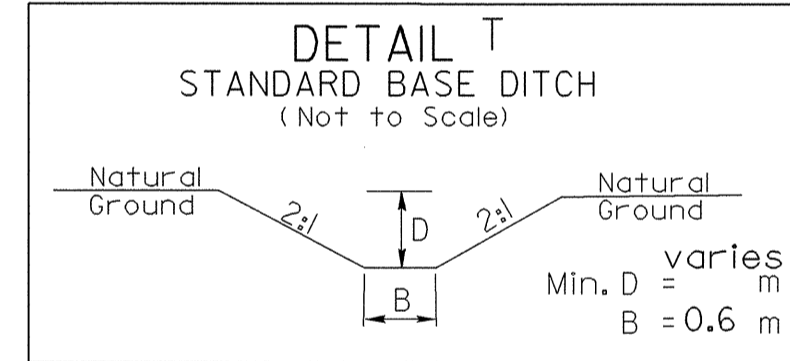 DETAIL T
STANDARD BASE DITCH
(Not to Scale)
Natural
Ground
2:1
D
2:1
Natural
Ground
B
varies
Min. D = m
B = 0.6 m